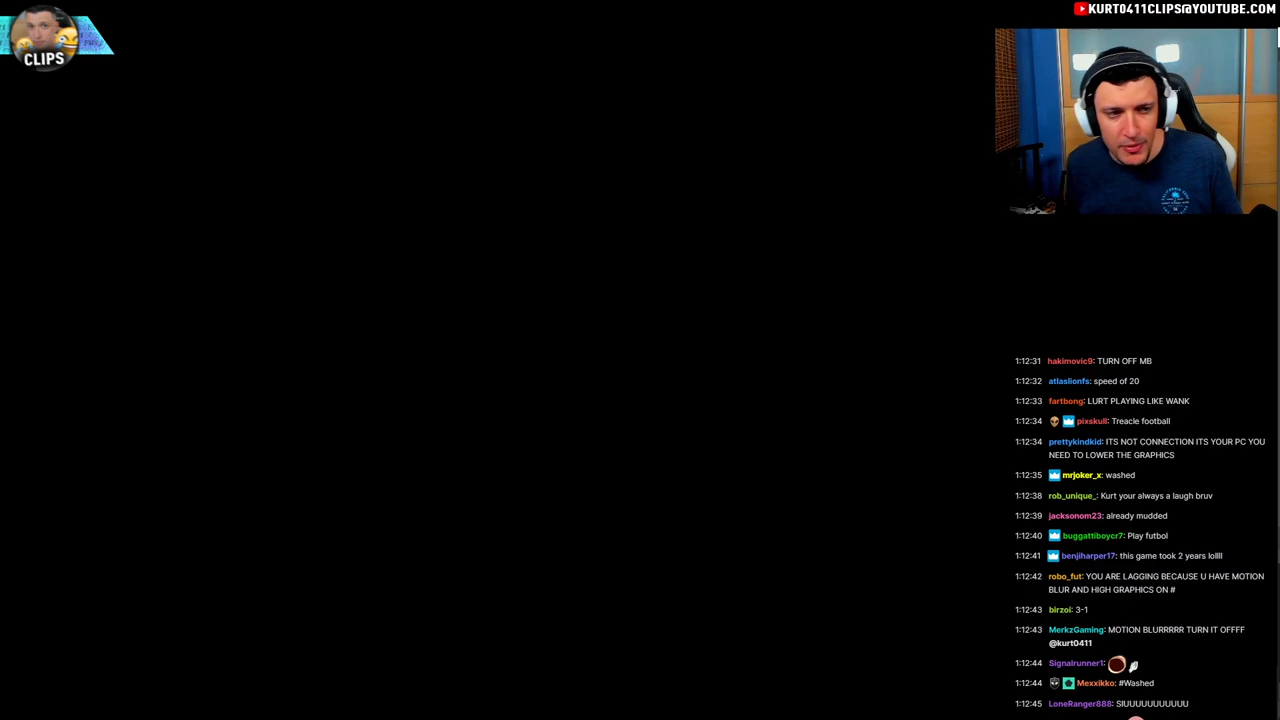 KURT0411CLIPS@YOUTUBE.COM
CLIPS
1:12:31 hakimovic9: TURN OFF MB
1:12:32 atlaslionfs: speed of 20
1:12:33 fartbong: LURT PLAYING LIKE WANK
1:12:34 pixskull: Treacle football
1:12:34 prettykindkid: ITS NOT CONNECTION ITS YOUR PC YOU
NEED TO LOWER THE GRAPHICS
1:12:35 mrjoker_x: washed
1:12:38 rob_unique_: Kurt your always a laugh bruv
1:12:39 jacksonom23: already mudded
1:12:40 buggattiboycr7: Play futbol
1:12:41 benjiharper17: this game took 2 years lollll
1:12:42 robo_fut: YOU ARE LAGGING BECAUSE U HAVE MOTION
BLUR AND HIGH GRAPHICS ON #
1:12:43 birzol: 3-1
1:12:43 MerkzGaming: MOTION BLURRRRR TURN IT OFFFF
@kurt0411
1:12:44 Signalrunner1:
1:12:44 Mexxikko: #Washed
1:12:45 LoneRanger888: SIUUUUUUUUUUU